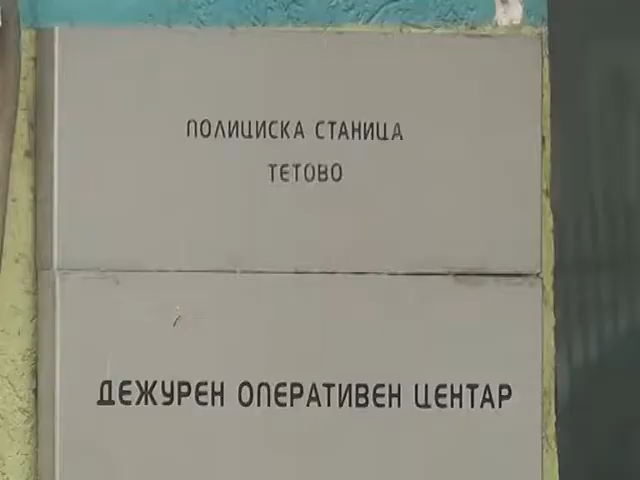 ПОЛИЦИСКА СТАНИЦА
ТЕТОВО
ДЕЖУРЕН ОПЕРАТИВЕН ЦЕНТАР